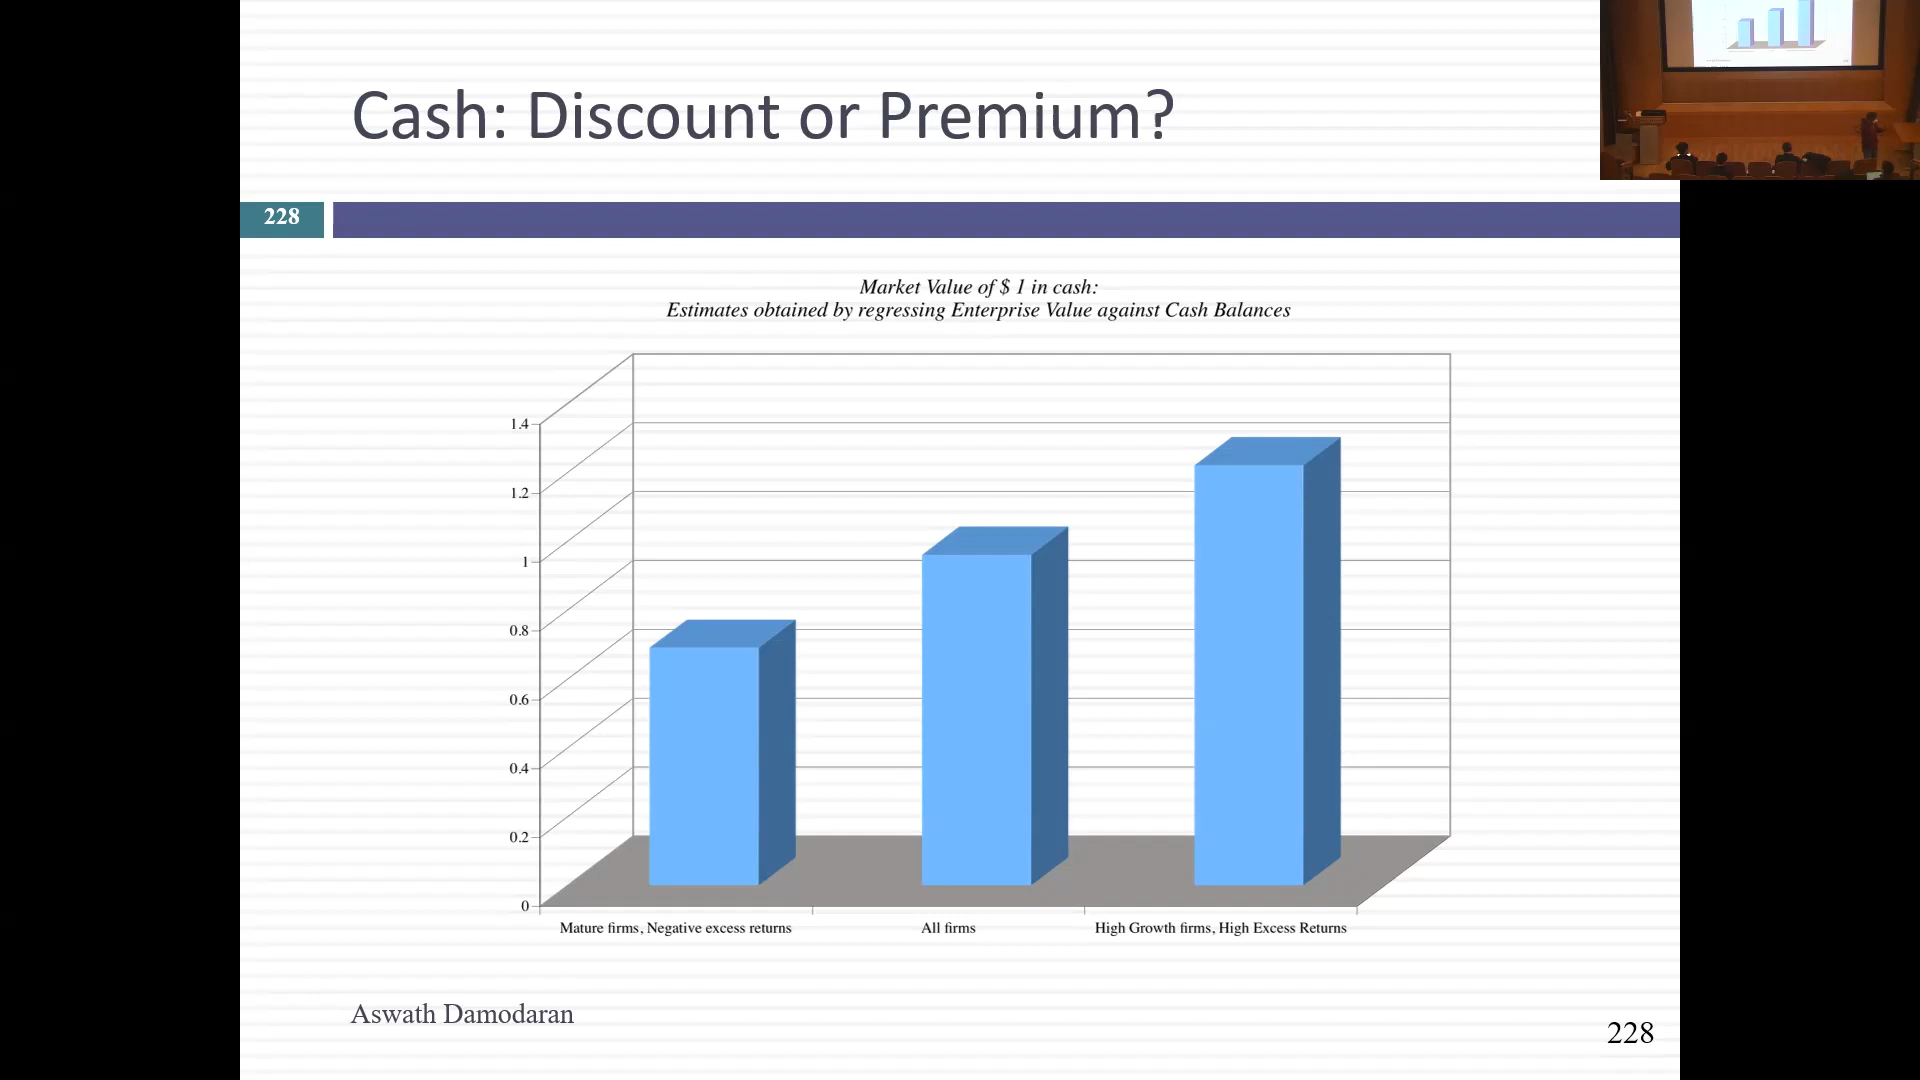 Cash: Discount or Premium?
228
Market Value of $ 1 in cash:
Estimates obtained by regressing Enterprise Value against Cash Balances
1.4
1.2
1
0.8
0.6
0.4
0.2
0
Mature firms, Negative excess returns
All firms
High Growth firms, High Excess Returns
Aswath Damodaran
228